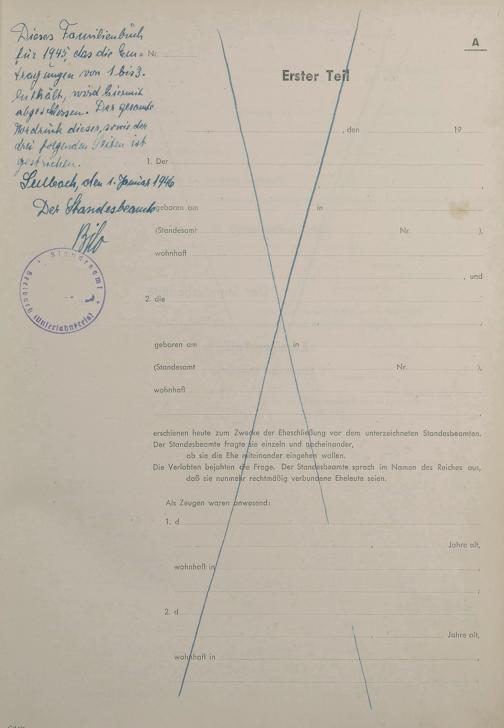 Dieses Familienbuch
für 1945, das die Ein-
tragungen von 1 bis 3.
enthält, wird hiermit
abgeschlossen. Der gesamte
Vordruck dieser, sowie der
drei folgenden Seiten ist
gestrichen.
Seelbach, den 1. Januar 1946
Der Standesbeamte
Standesamt Seelbach (Unterlahnkreis)
A
Nr.
Erster Teil
, den 19
1. Der
geboren am in
(Standesamt Nr. ),
wohnhaft
, und
2. die
geboren am in
(Standesamt Nr. ),
wohnhaft
erschienen heute zum Zwecke der Eheschließung vor dem unterzeichneten Standesbeamten.
Der Standesbeamte fragte sie einzeln und nacheinander,
ob sie die Ehe miteinander eingehen wollen.
Die Verlobten bejahten die Frage. Der Standesbeamte sprach im Namen des Reiches aus,
daß sie nunmehr rechtmäßig verbundene Eheleute seien.
Als Zeugen waren anwesend:
1. d
, Jahre alt,
wohnhaft in ;
2. d
, Jahre alt,
wohnhaft in .